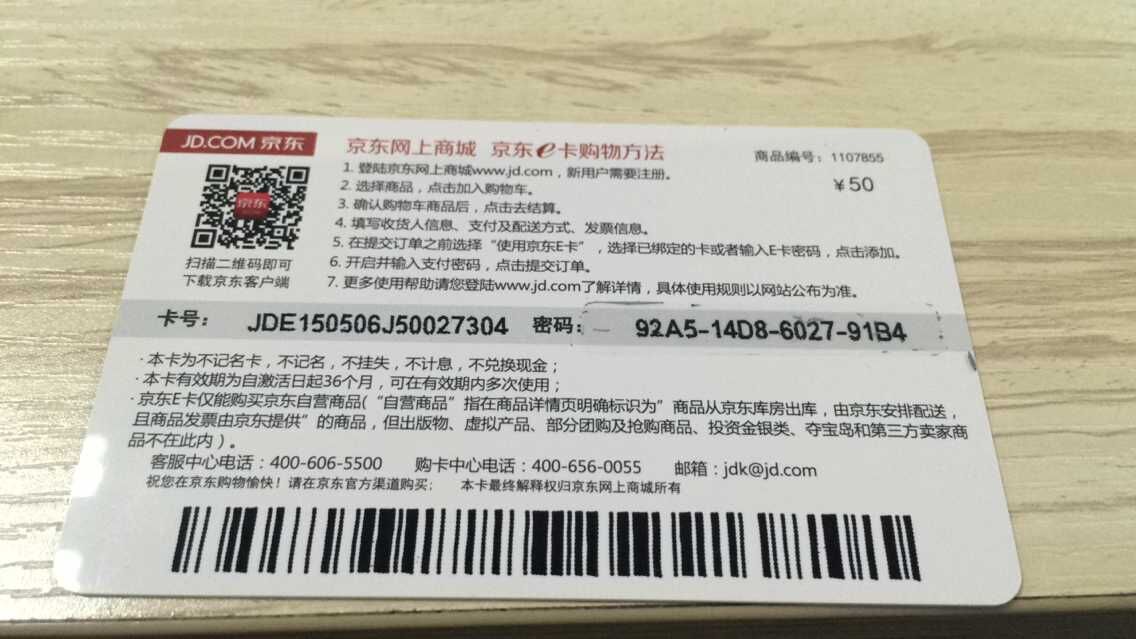 JD.COM 京东
京东网上商城 京东e卡购物方法
商品编号：1107855
￥50
1. 登陆京东网上商城www.jd.com，新用户需要注册。
2. 选择商品，点击加入购物车。
3. 确认购物车商品后，点击去结算。
4. 填写收货人信息、支付及配送方式、发票信息。
5. 在提交订单之前选择“使用京东E卡”，选择已绑定的卡或者输入E卡密码，点击添加。
6. 开启并输入支付密码，点击提交订单。
7. 更多使用帮助请您登陆www.jd.com了解详情，具体使用规则以网站公布为准。
京东
扫描二维码即可
下载京东客户端
卡号： JDE150506J50027304 密码： 92A5-14D8-6027-91B4
·本卡为不记名卡，不记名，不挂失，不计息，不兑换现金；
·本卡有效期为自激活日起36个月，可在有效期内多次使用；
·京东E卡仅能购买京东自营商品(“自营商品”指在商品详情页明确标识为”商品从京东库房出库，由京东安排配送，
且商品发票由京东提供”的商品，但出版物、虚拟产品、部分团购及抢购商品、投资金银类、夺宝岛和第三方卖家商
品不在此内）。
客服中心电话：400-606-5500 购卡中心电话：400-656-0055 邮箱：jdk@jd.com
祝您在京东购物愉快！请在京东官方渠道购买； 本卡最终解释权归京东网上商城所有